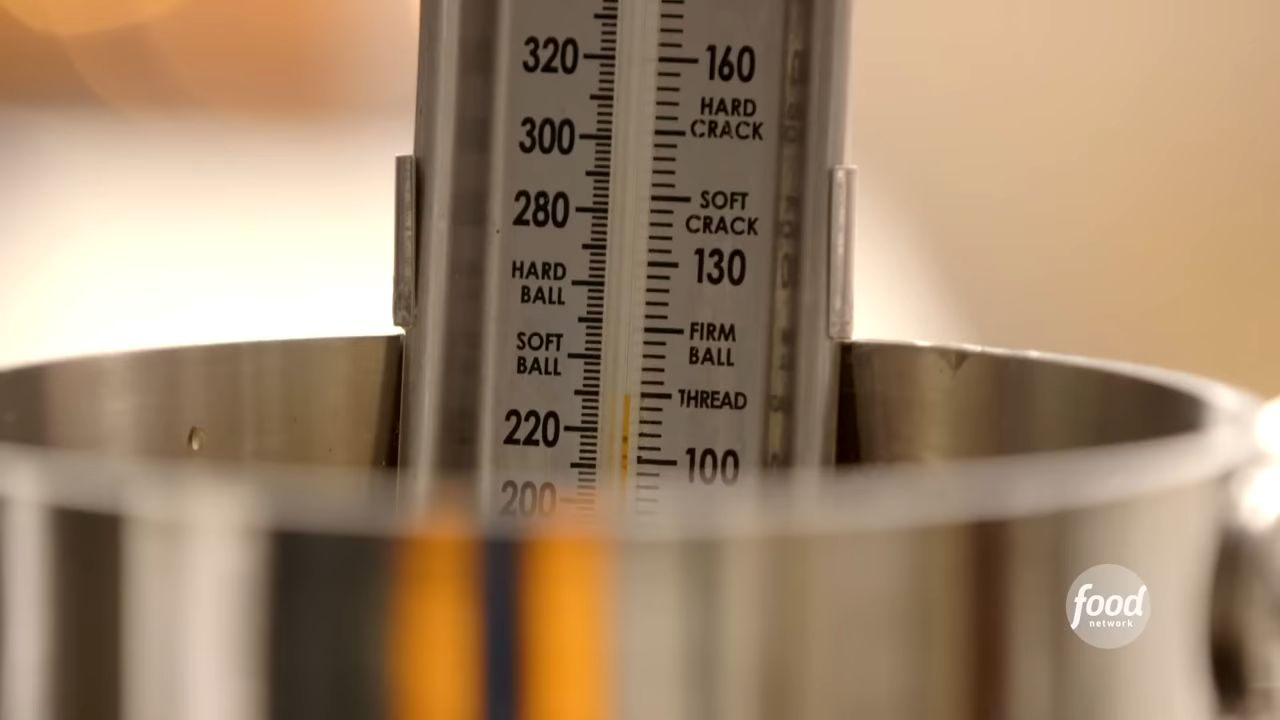 320
160
HARD
CRACK
300
280
SOFT
CRACK
130
HARD
BALL
FIRM
BALL
SOFT
BALL
THREAD
220
100
200
food
network